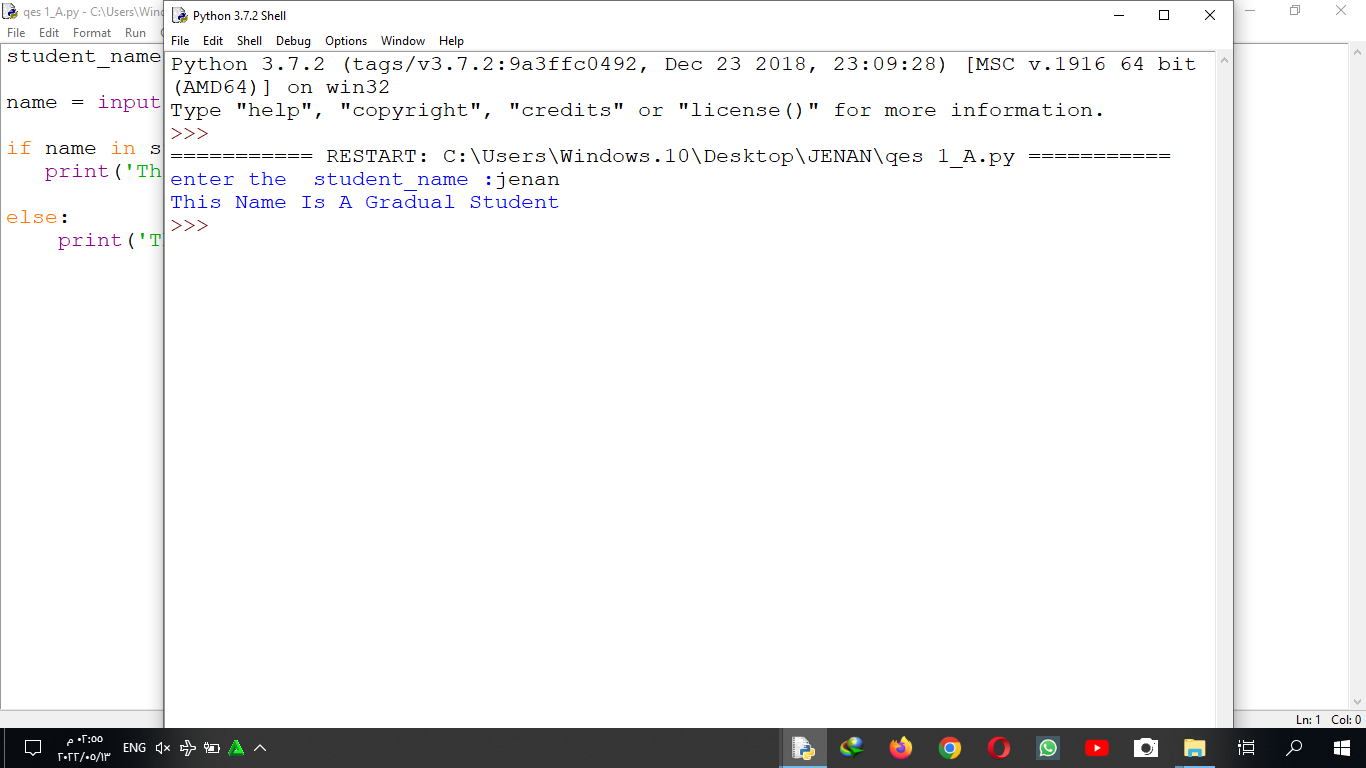 qes 1_A.py - C:\Users\Wind
File Edit Format Run
student_name
name = input
if name in s
print('Th
else:
print('T
Python 3.7.2 Shell
File Edit Shell Debug Options Window Help
Python 3.7.2 (tags/v3.7.2:9a3ffc0492, Dec 23 2018, 23:09:28) [MSC v.1916 64 bit
(AMD64)] on win32
Type "help", "copyright", "credits" or "license()" for more information.
>>>
=========== RESTART: C:\Users\Windows.10\Desktop\JENAN\qes 1_A.py ===========
enter the  student_name :jenan
This Name Is A Gradual Student
>>>
Ln: 1 Col: 0
٠٢:٥٥ م
٢٠٢٢/٠٥/١٣
ENG